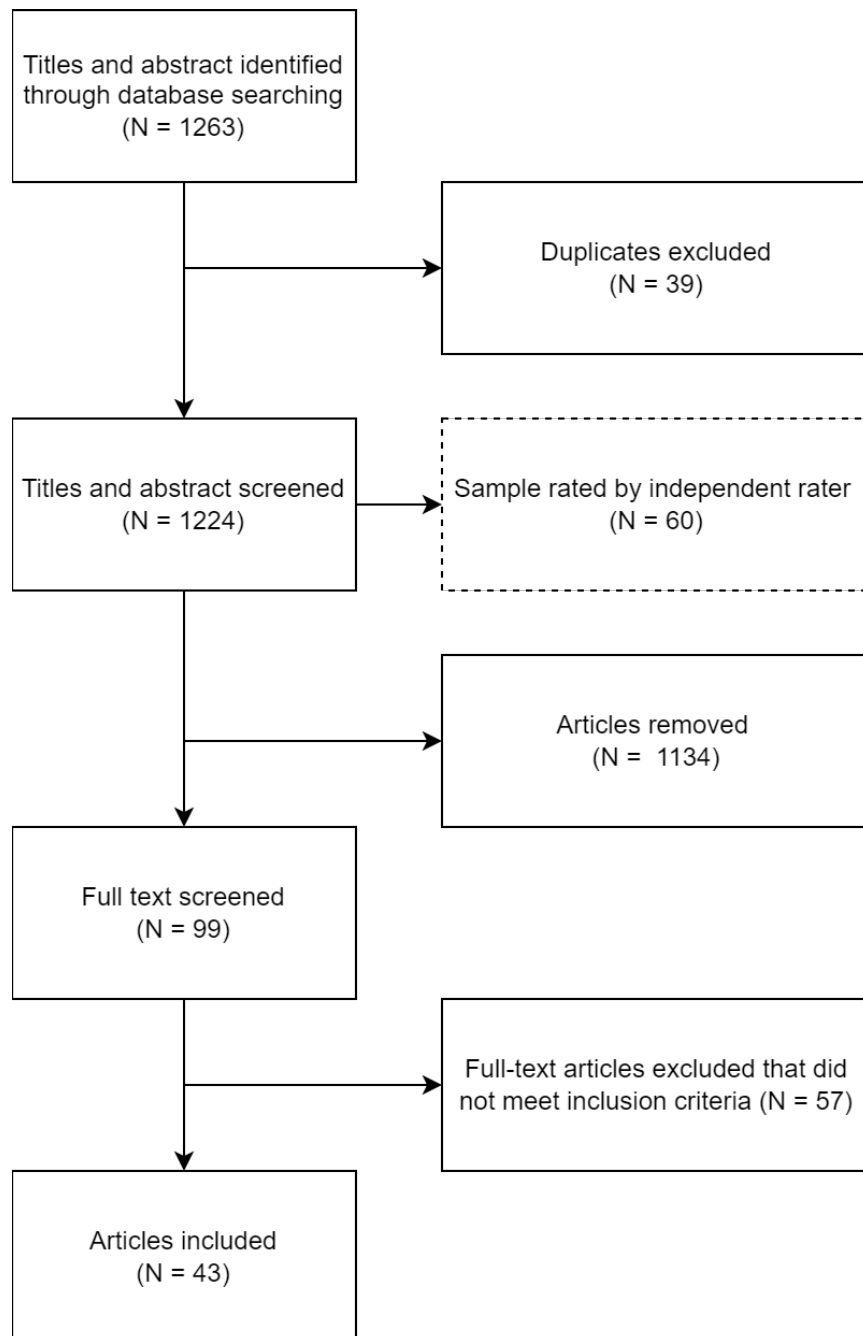 Titles and abstract identified
through database searching
(N = 1263)
Duplicates excluded
(N = 39)
Titles and abstract screened
(N = 1224)
Sample rated by independent rater
(N = 60)
Articles removed
(N =  1134)
Full text screened
(N = 99)
Full-text articles excluded that did
not meet inclusion criteria (N = 57)
Articles included
(N = 43)